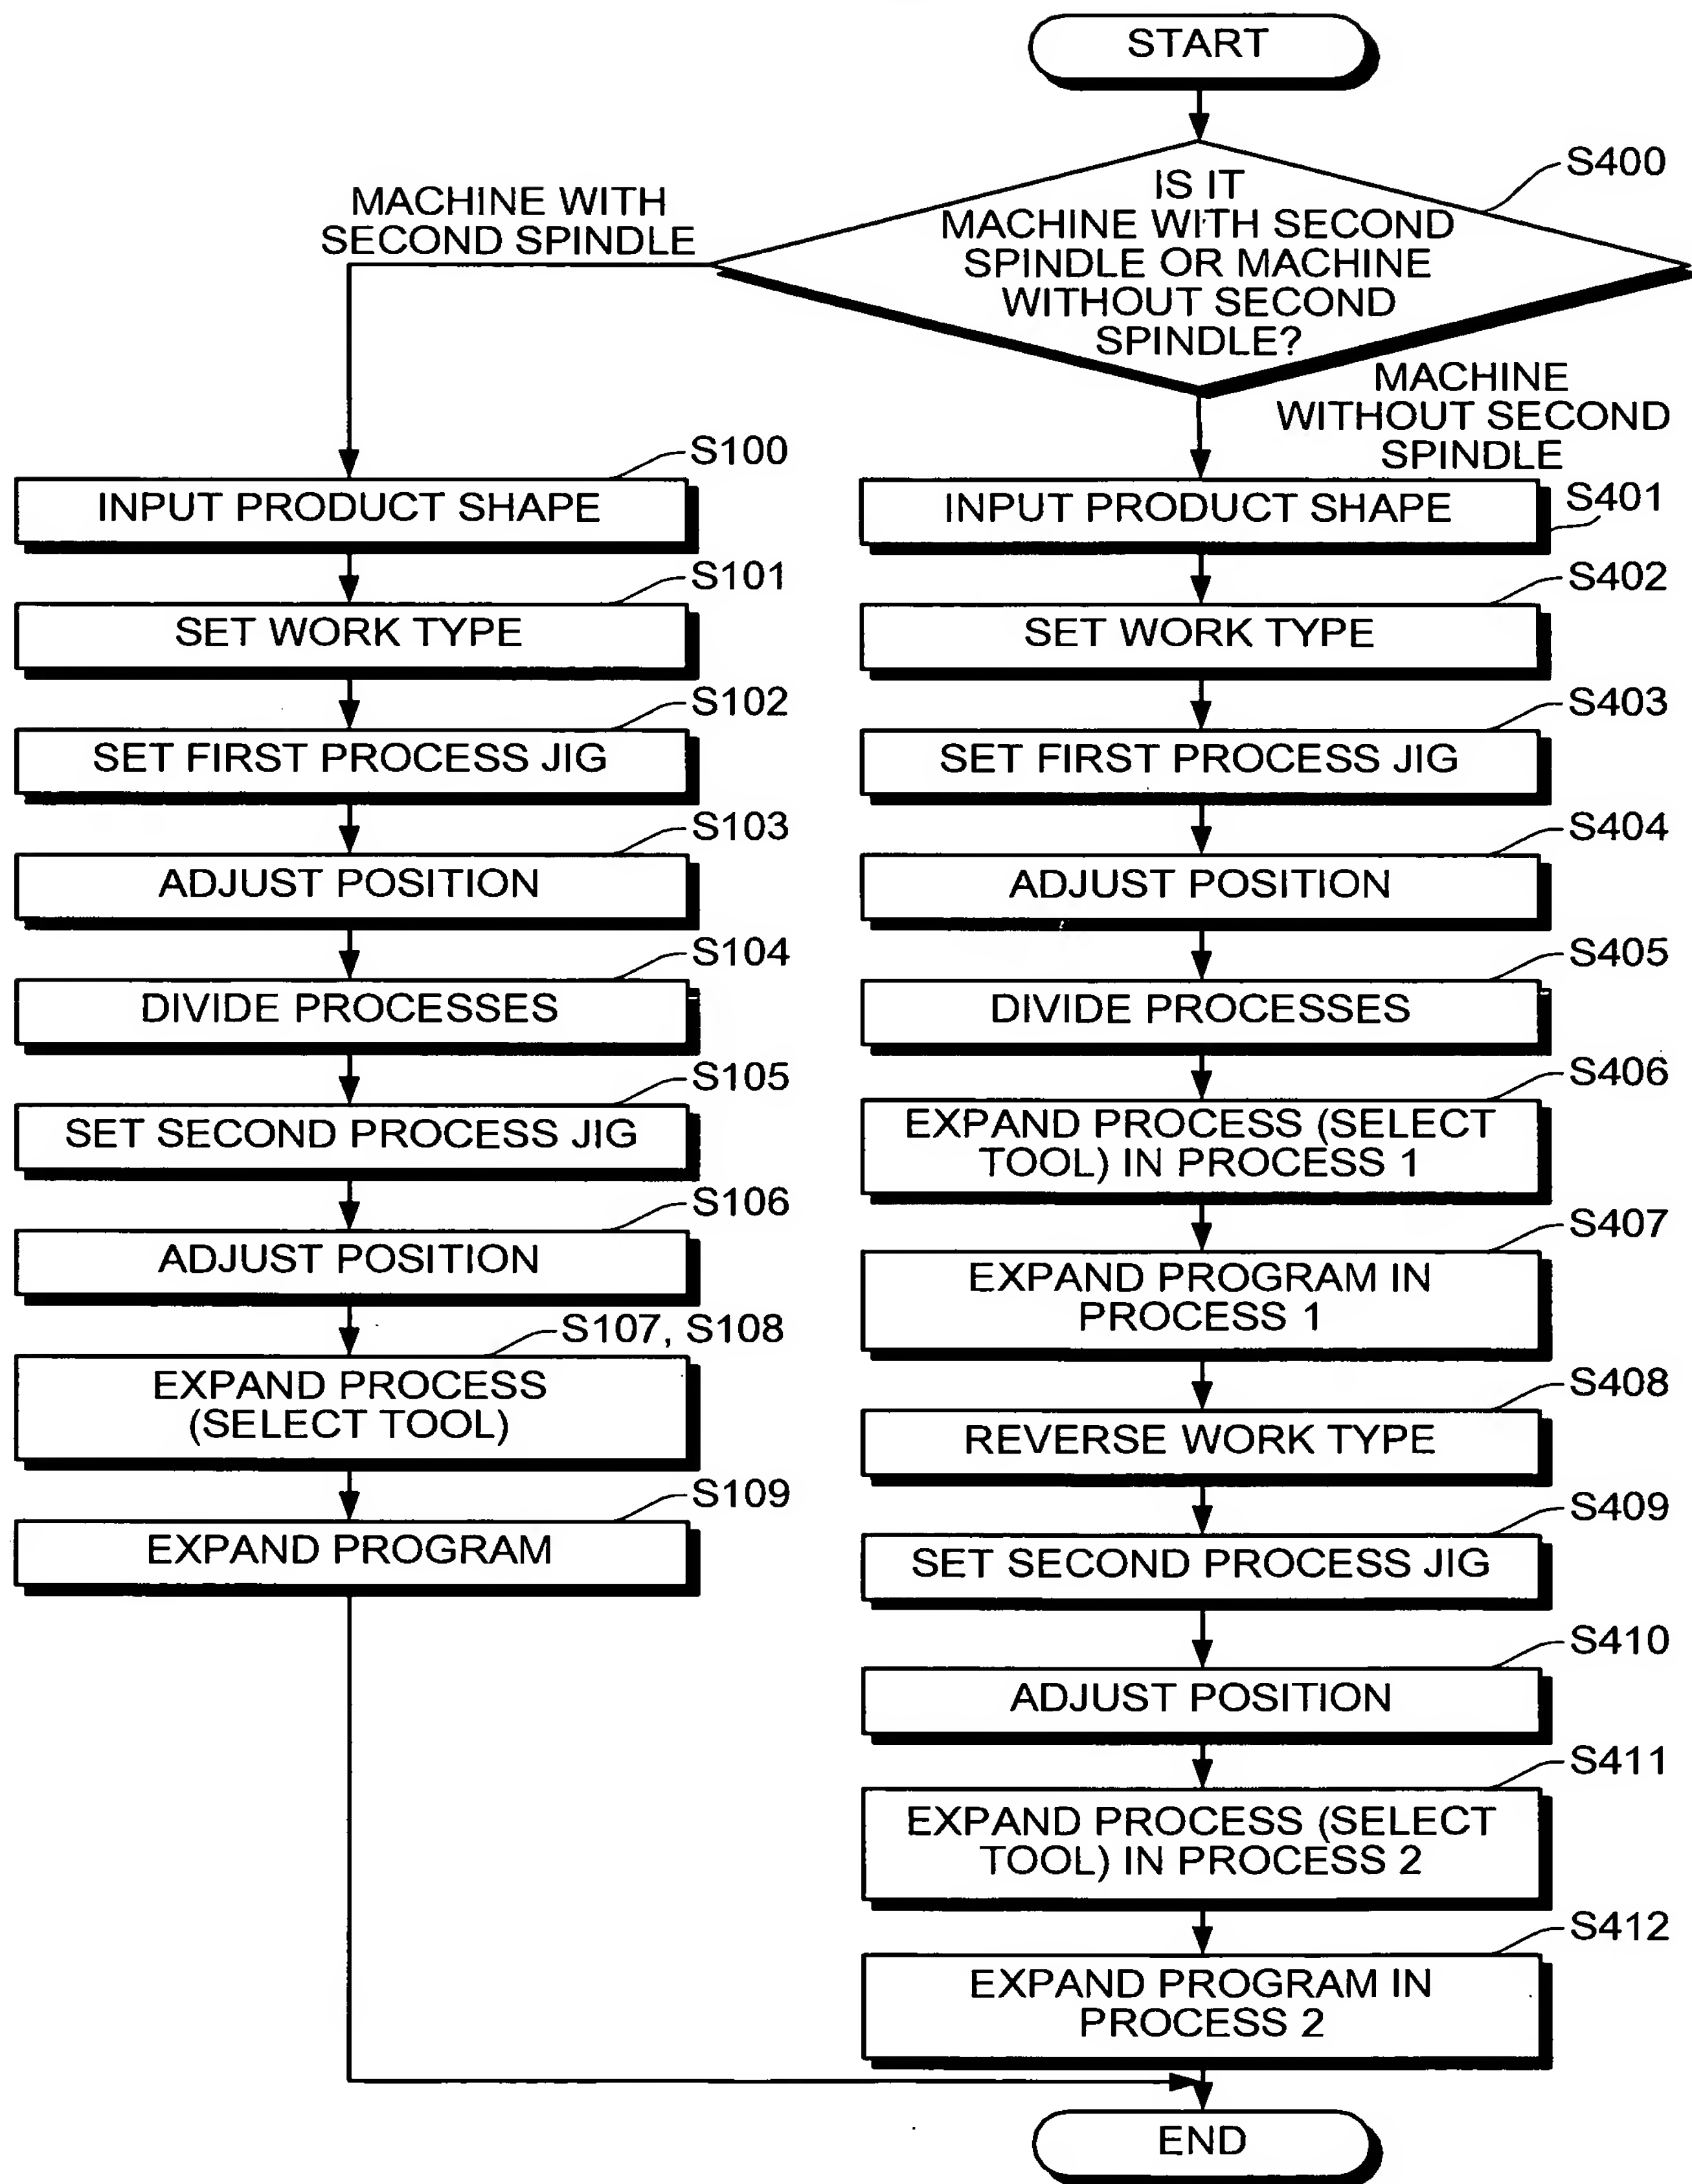 START
S400
IS IT
MACHINE WITH SECOND
SPINDLE OR MACHINE
WITHOUT SECOND
SPINDLE?
MACHINE WITH
SECOND SPINDLE
MACHINE
WITHOUT SECOND
SPINDLE
S100
INPUT PRODUCT SHAPE
S101
SET WORK TYPE
S102
SET FIRST PROCESS JIG
S103
ADJUST POSITION
S104
DIVIDE PROCESSES
S105
SET SECOND PROCESS JIG
S106
ADJUST POSITION
S107, S108
EXPAND PROCESS
(SELECT TOOL)
S109
EXPAND PROGRAM
S401
INPUT PRODUCT SHAPE
S402
SET WORK TYPE
S403
SET FIRST PROCESS JIG
S404
ADJUST POSITION
S405
DIVIDE PROCESSES
S406
EXPAND PROCESS (SELECT
TOOL) IN PROCESS 1
S407
EXPAND PROGRAM IN
PROCESS 1
S408
REVERSE WORK TYPE
S409
SET SECOND PROCESS JIG
S410
ADJUST POSITION
S411
EXPAND PROCESS (SELECT
TOOL) IN PROCESS 2
S412
EXPAND PROGRAM IN
PROCESS 2
END